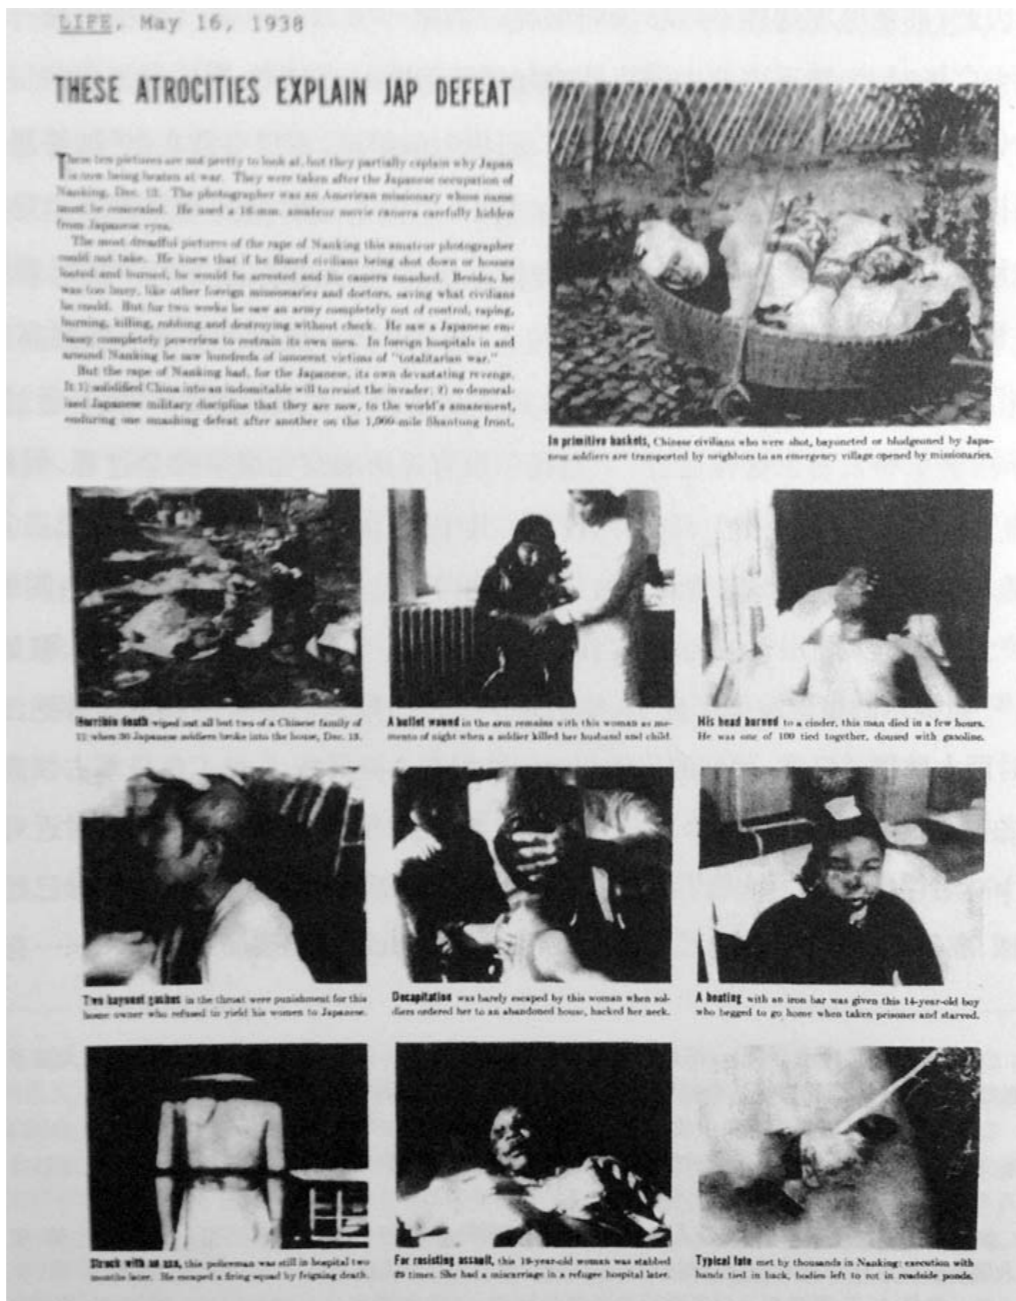 LIFE, May 16, 1938
THESE ATROCITIES EXPLAIN JAP DEFEAT
These ten pictures are not pretty to look at, but they partially explain why Japan
is now being beaten at war. They were taken after the Japanese occupation of
Nanking, Dec. 13. The photographer was an American missionary whose name
must be concealed. He used a 16-mm. amateur movie camera carefully hidden
from Japanese eyes.
The most dreadful pictures of the rape of Nanking this amateur photographer
could not take. He knew that if he filmed civilians being shot down or houses
looted and burned, he would be arrested and his camera smashed. Besides, he
was too busy, like other foreign missionaries and doctors, saving what civilians
he could. But for two weeks he saw an army completely out of control, raping,
burning, killing, robbing and destroying without check. He saw a Japanese em-
bassy completely powerless to restrain its own men. In foreign hospitals in and
around Nanking he saw hundreds of innocent victims of "totalitarian war."
But the rape of Nanking had, for the Japanese, its own devastating revenge.
It 1) solidified China into an indomitable will to resist the invader; 2) so demoral-
ized Japanese military discipline that they are now, to the world's amazement,
enduring one smashing defeat after another on the 1,000-mile Shantung front.
In primitive baskets, Chinese civilians who were shot, bayoneted or bludgeoned by Japa-
nese soldiers are transported by neighbors to an emergency village opened by missionaries.
Horrible death wiped out all but two of a Chinese family of
13 when 30 Japanese soldiers broke into the house, Dec. 13.
A bullet wound in the arm remains with this woman as me-
mento of night when a soldier killed her husband and child.
His head burned to a cinder, this man died in a few hours.
He was one of 100 tied together, doused with gasoline.
Two bayonet gashes in the throat were punishment for this
home owner who refused to yield his women to Japanese.
Decapitation was barely escaped by this woman when sol-
diers ordered her to an abandoned house, hacked her neck.
A beating with an iron bar was given this 14-year-old boy
who begged to go home when taken prisoner and starved.
Struck with an axe, this policeman was still in hospital two
months later. He escaped a firing squad by feigning death.
For resisting assault, this 19-year-old woman was stabbed
29 times. She had a miscarriage in a refugee hospital later.
Typical fate met by thousands in Nanking: execution with
hands tied in back, bodies left to rot in roadside ponds.